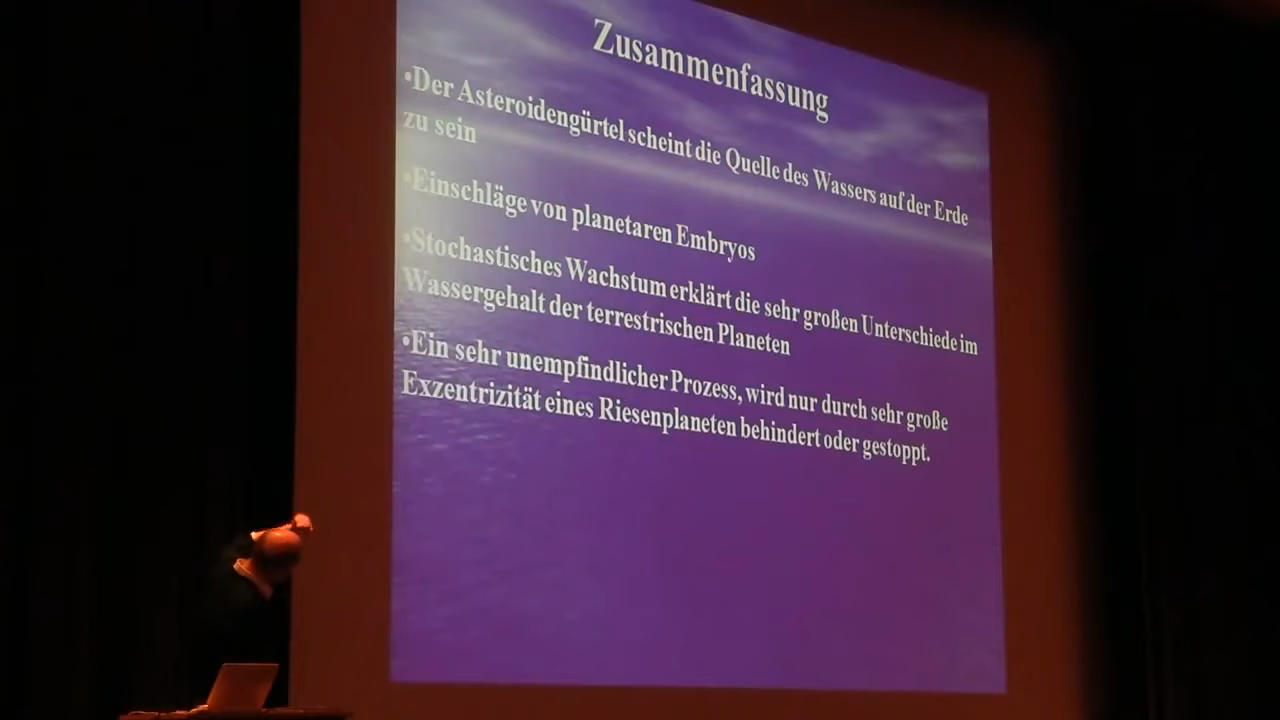 Zusammenfassung
•Der Asteroidengürtel scheint die Quelle des Wassers auf der Erde
zu sein
•Einschläge von planetaren Embryos
•Stochastisches Wachstum erklärt die sehr großen Unterschiede im
Wassergehalt der terrestrischen Planeten
•Ein sehr unempfindlicher Prozess, wird nur durch sehr große
Exzentrizität eines Riesenplaneten behindert oder gestoppt.